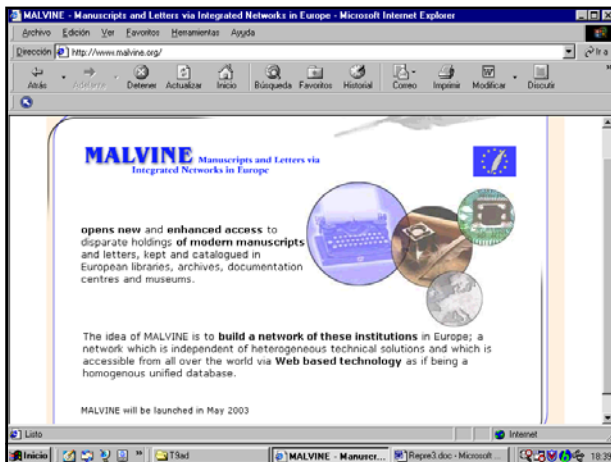 MALVINE - Manuscripts and Letters via Integrated Networks in Europe - Microsoft Internet Explorer
Archivo Edición Ver Favoritos Herramientas Ayuda
Dirección http://www.malvine.org/ Ir a
Atrás Adelante Detener Actualizar Inicio Búsqueda Favoritos Historial Correo Imprimir Modificar Discutir
MALVINE Manuscripts and Letters via
Integrated Networks in Europe
opens new and enhanced access to
disparate holdings of modern manuscripts
and letters, kept and catalogued in
European libraries, archives, documentation
centres and museums.
The idea of MALVINE is to build a network of these institutions in Europe; a
network which is independent of heterogeneous technical solutions and which is
accessible from all over the world via Web based technology as if being a
homogenous unified database.
MALVINE will be launched in May 2003
Listo Internet
Inicio T9ad MALVINE - Manuscr... Repre3.doc - Microsoft ... 18:39